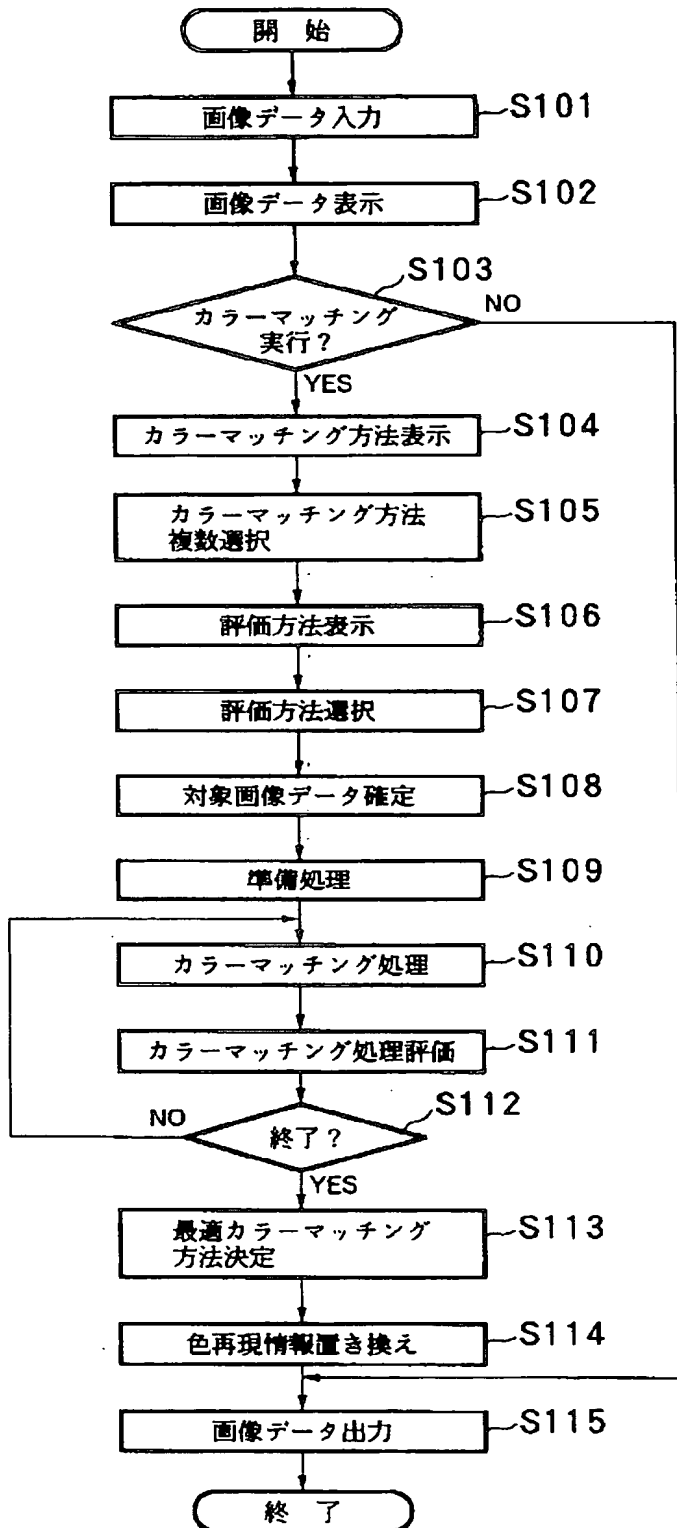 開 始
画像データ入力
S101
画像データ表示
S102
S103
カラーマッチング
実行?
NO
YES
カラーマッチング方法表示
S104
カラーマッチング方法
複数選択
S105
評価方法表示
S106
評価方法選択
S107
対象画像データ確定
S108
準備処理
S109
カラーマッチング処理
S110
カラーマッチング処理評価
S111
S112
NO
終了?
YES
最適カラーマッチング
方法決定
S113
色再現情報置き換え
S114
画像データ出力
S115
終 了